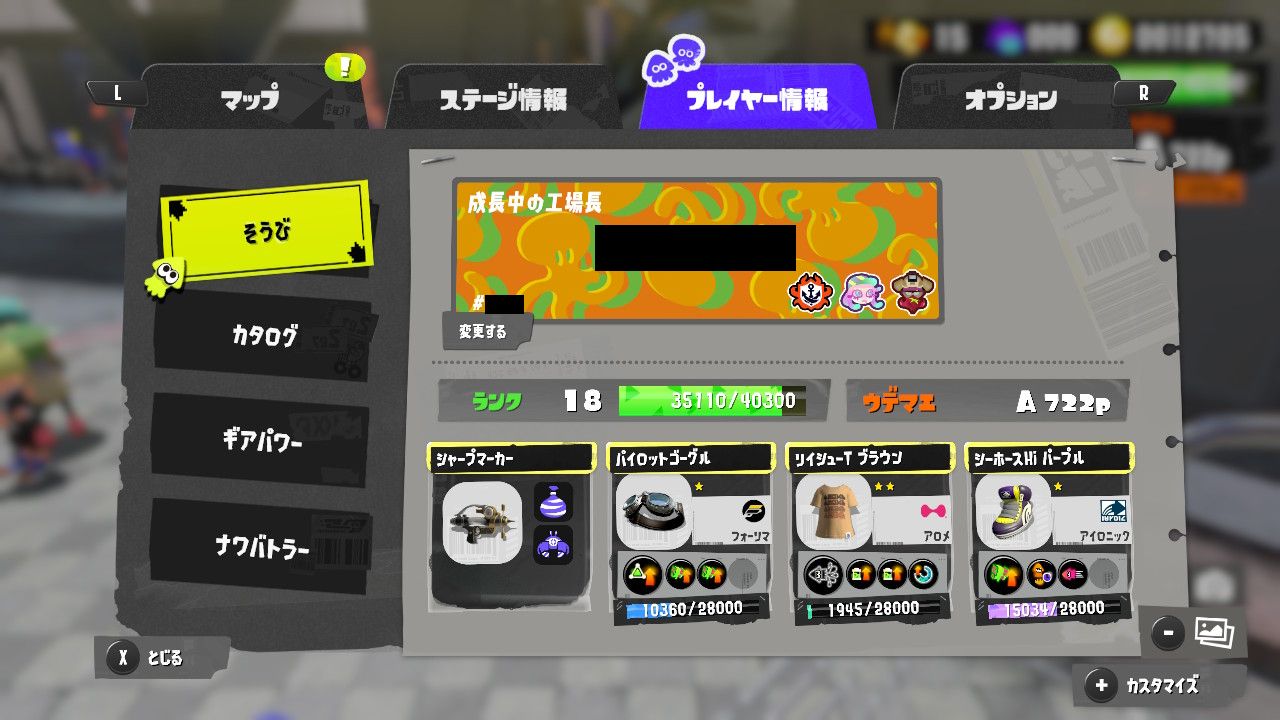 15 000 0018705
L
マップ
!
ステージ情報
プレイヤー情報
オプション
R
そうび
カタログ
ギアパワー
ナワバトラー
成長中の工場長
#
変更する
ランク 18 35110/40300
ウデマエ A 722p
シャープマーカー
パイロットゴーグル
フォーリマ
10360/28000
リイシューT ブラウン
アロメ
1945/28000
シーホースHi パープル
アイロニック
15034/28000
X とじる
-
+ カスタマイズ